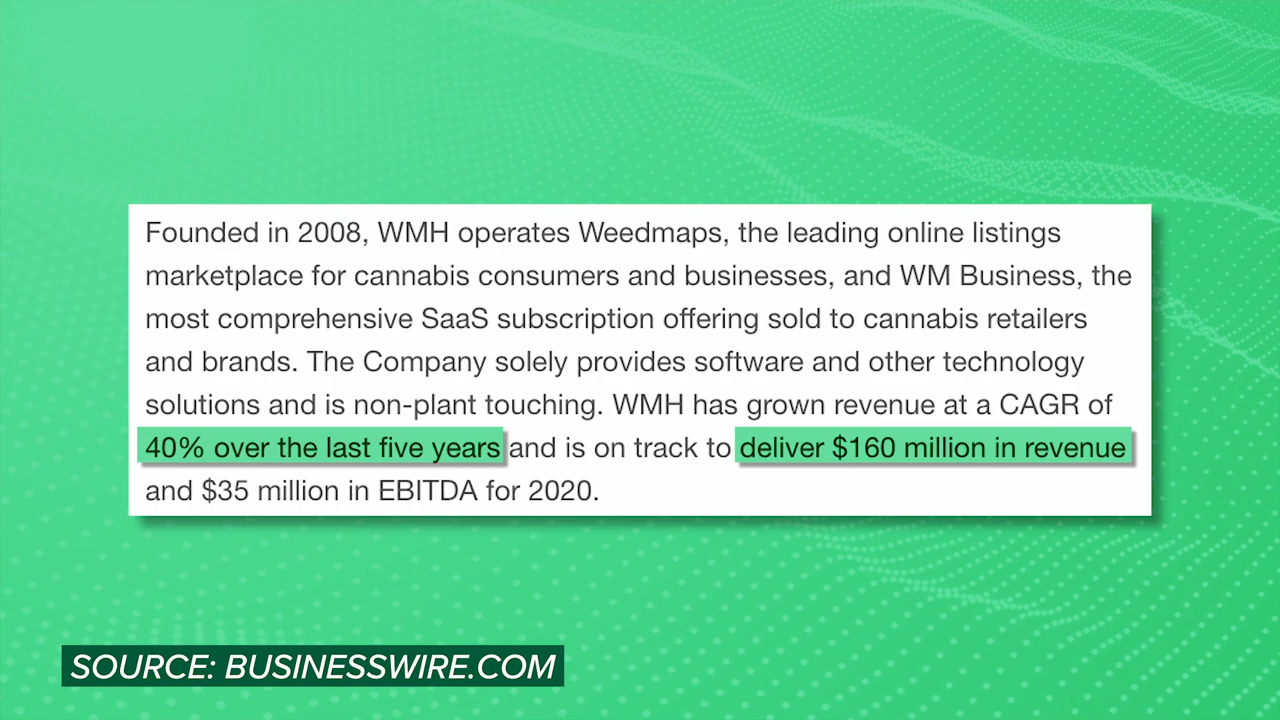 Founded in 2008, WMH operates Weedmaps, the leading online listings
marketplace for cannabis consumers and businesses, and WM Business, the
most comprehensive SaaS subscription offering sold to cannabis retailers
and brands. The Company solely provides software and other technology
solutions and is non-plant touching. WMH has grown revenue at a CAGR of
40% over the last five years and is on track to deliver $160 million in revenue
and $35 million in EBITDA for 2020.
SOURCE: BUSINESSWIRE.COM